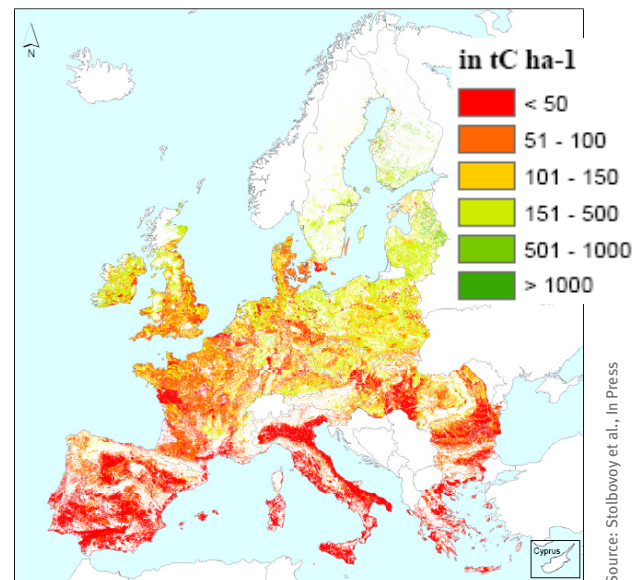 N
in tC ha-1
< 50
51 - 100
101 - 150
151 - 500
501 - 1000
> 1000
Cyprus
Source: Stolbovoy et al., In Press